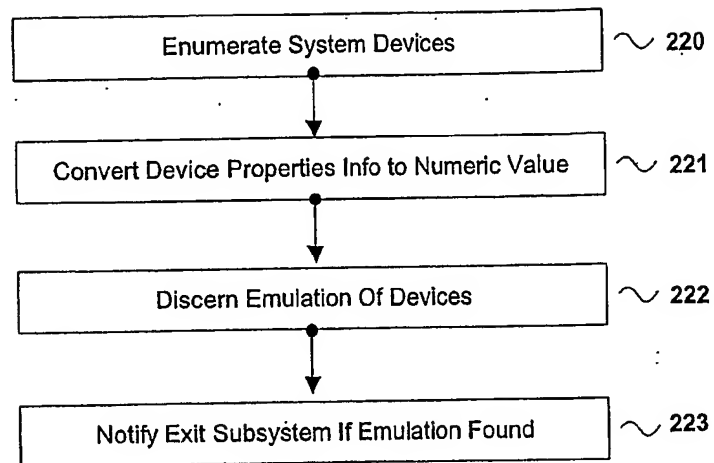 Enumerate System Devices 220
Convert Device Properties Info to Numeric Value 221
Discern Emulation Of Devices 222
Notify Exit Subsystem If Emulation Found 223